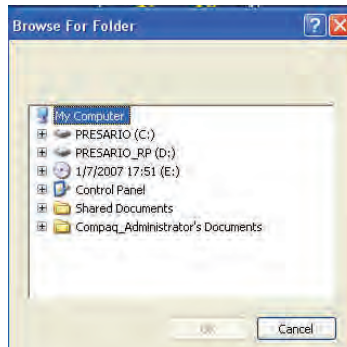 Browse For Folder
My Computer
PRESARIO (C:)
PRESARIO_RP (D:)
1/7/2007 17:51 (E:)
Control Panel
Shared Documents
Compaq_Administrator's Documents
OK Cancel